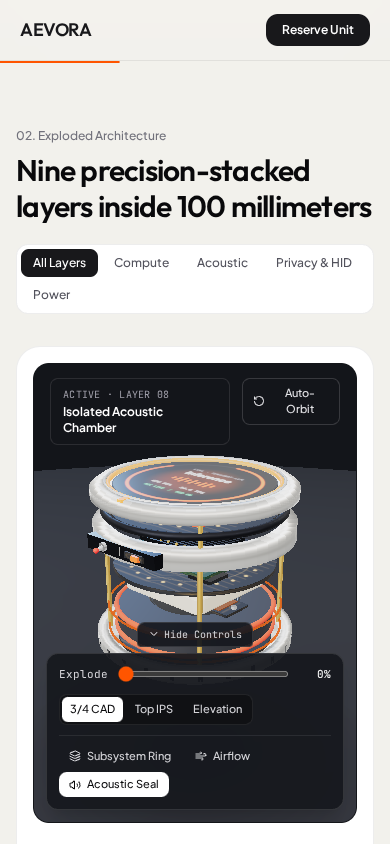 AEVORA
Reserve Unit
02. Exploded Architecture
Nine precision-stacked
layers inside 100 millimeters
All Layers
Compute
Acoustic
Privacy & HID
Power
ACTIVE · LAYER 08
Isolated Acoustic
Chamber
Auto-
Orbit
Hide Controls
Explode
0%
3/4 CAD
Top IPS
Elevation
Subsystem Ring
Airflow
Acoustic Seal